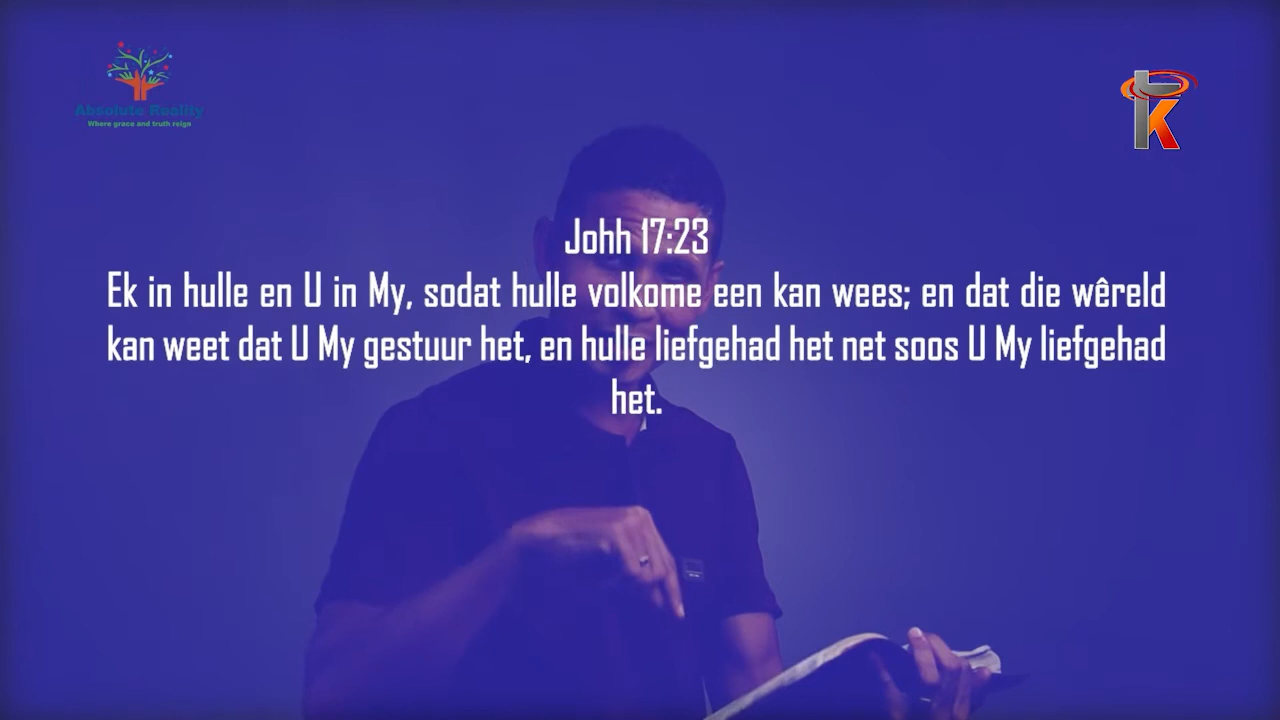 Absolute Reality
Where grace and truth reign
tk
Johh 17:23
Ek in hulle en U in My, sodat hulle volkome een kan wees; en dat die wêreld
kan weet dat U My gestuur het, en hulle liefgehad het net soos U My liefgehad
het.